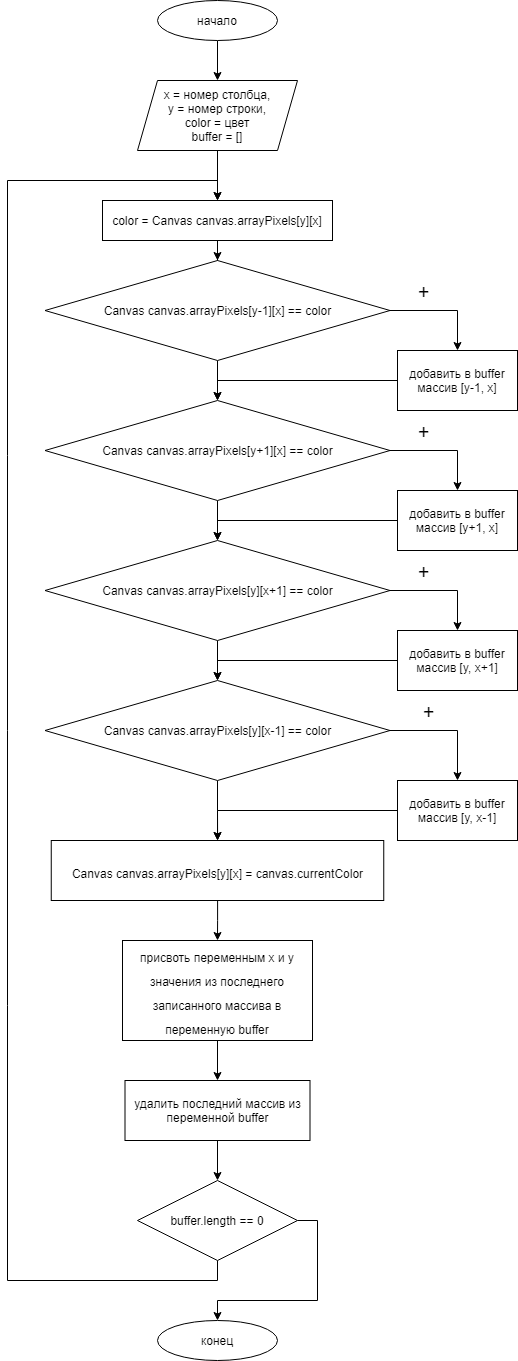 начало
x = номер столбца,
y = номер строки,
color = цвет
buffer = []
color = Canvas canvas.arrayPixels[y][x]
Canvas canvas.arrayPixels[y-1][x] == color
+
добавить в buffer
массив [y-1, x]
Canvas canvas.arrayPixels[y+1][x] == color
+
добавить в buffer
массив [y+1, x]
Canvas canvas.arrayPixels[y][x+1] == color
+
добавить в buffer
массив [y, x+1]
Canvas canvas.arrayPixels[y][x-1] == color
+
добавить в buffer
массив [y, x-1]
Canvas canvas.arrayPixels[y][x] = canvas.currentColor
присвоть переменным x и y
значения из последнего
записанного массива в
переменную buffer
удалить последний массив из
переменной buffer
buffer.length == 0
конец